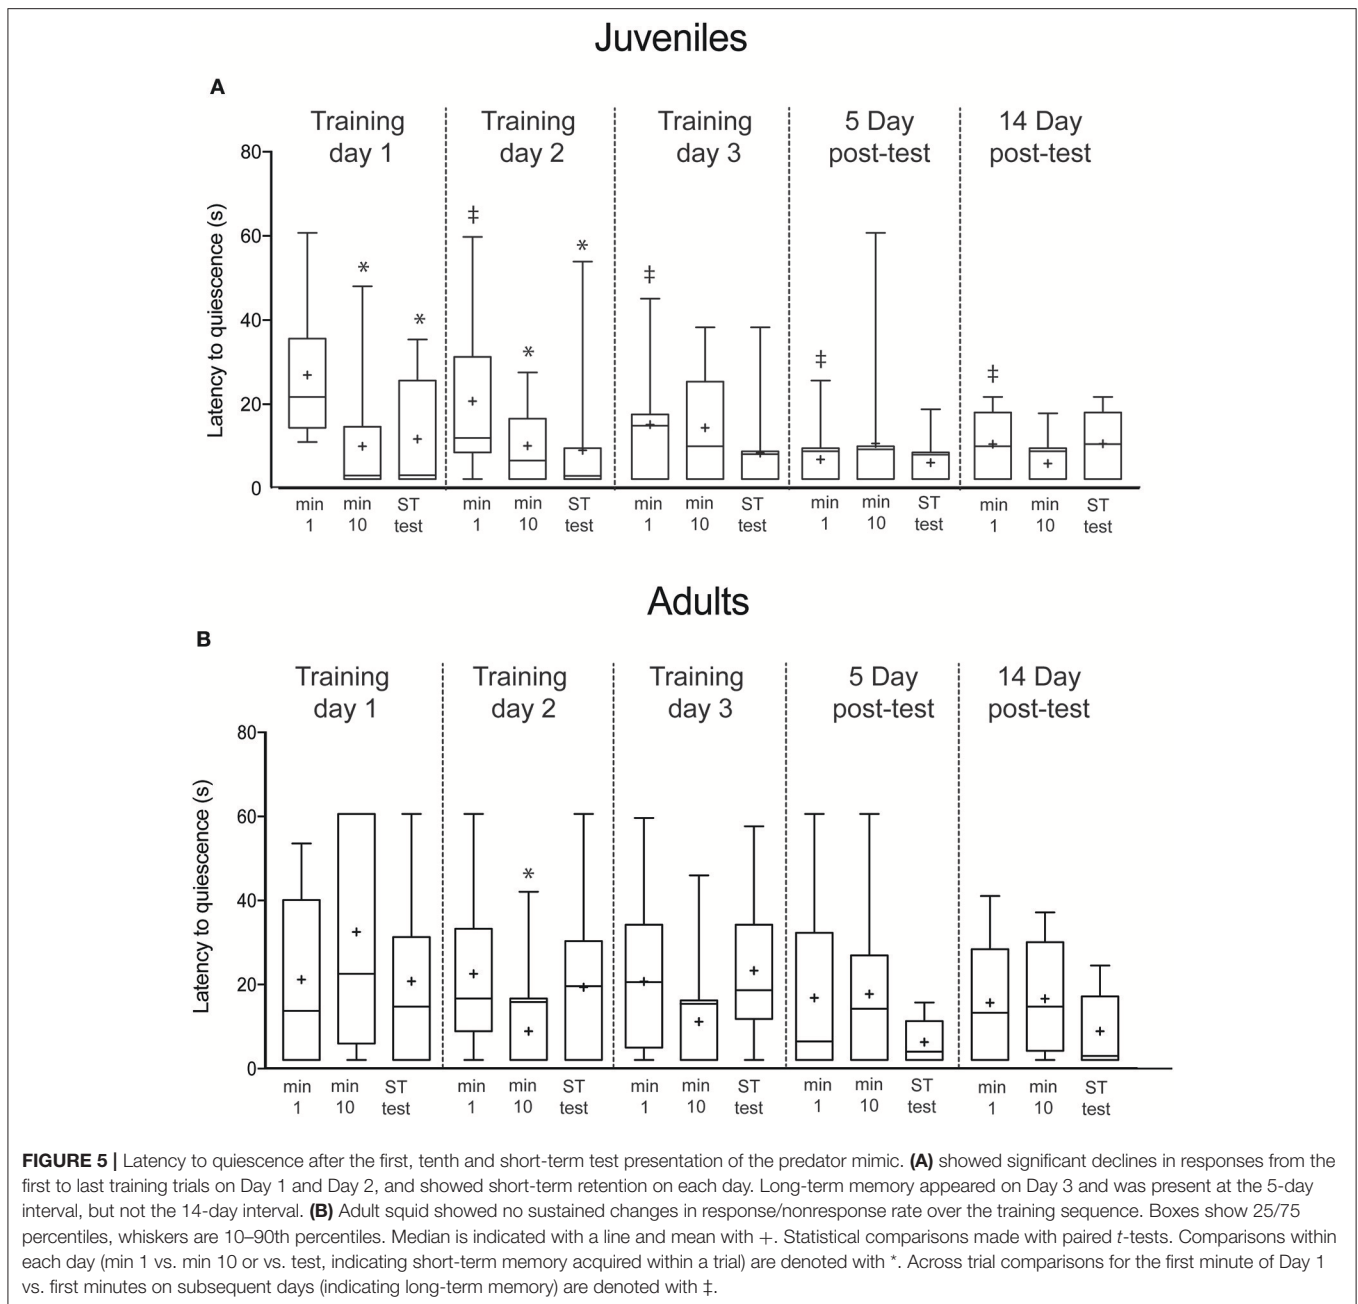 Juveniles
A
Training Training Training 5 Day 14 Day
day 1 day 2 day 3 post-test post-test
Latency to quiescence (s)
80
60
40
20
0
‡
*
*
*
*
‡
‡
‡
min min ST min min ST min min ST min min ST min min ST
1 10 test 1 10 test 1 10 test 1 10 test 1 10 test
Adults
B
Training Training Training 5 Day 14 Day
day 1 day 2 day 3 post-test post-test
Latency to quiescence (s)
80
60
40
20
0
*
min min ST min min ST min min ST min min ST min min ST
1 10 test 1 10 test 1 10 test 1 10 test 1 10 test
FIGURE 5 | Latency to quiescence after the first, tenth and short-term test presentation of the predator mimic. (A) showed significant declines in responses from the
first to last training trials on Day 1 and Day 2, and showed short-term retention on each day. Long-term memory appeared on Day 3 and was present at the 5-day
interval, but not the 14-day interval. (B) Adult squid showed no sustained changes in response/nonresponse rate over the training sequence. Boxes show 25/75
percentiles, whiskers are 10–90th percentiles. Median is indicated with a line and mean with +. Statistical comparisons made with paired t-tests. Comparisons within
each day (min 1 vs. min 10 or vs. test, indicating short-term memory acquired within a trial) are denoted with *. Across trial comparisons for the first minute of Day 1
vs. first minutes on subsequent days (indicating long-term memory) are denoted with ‡.